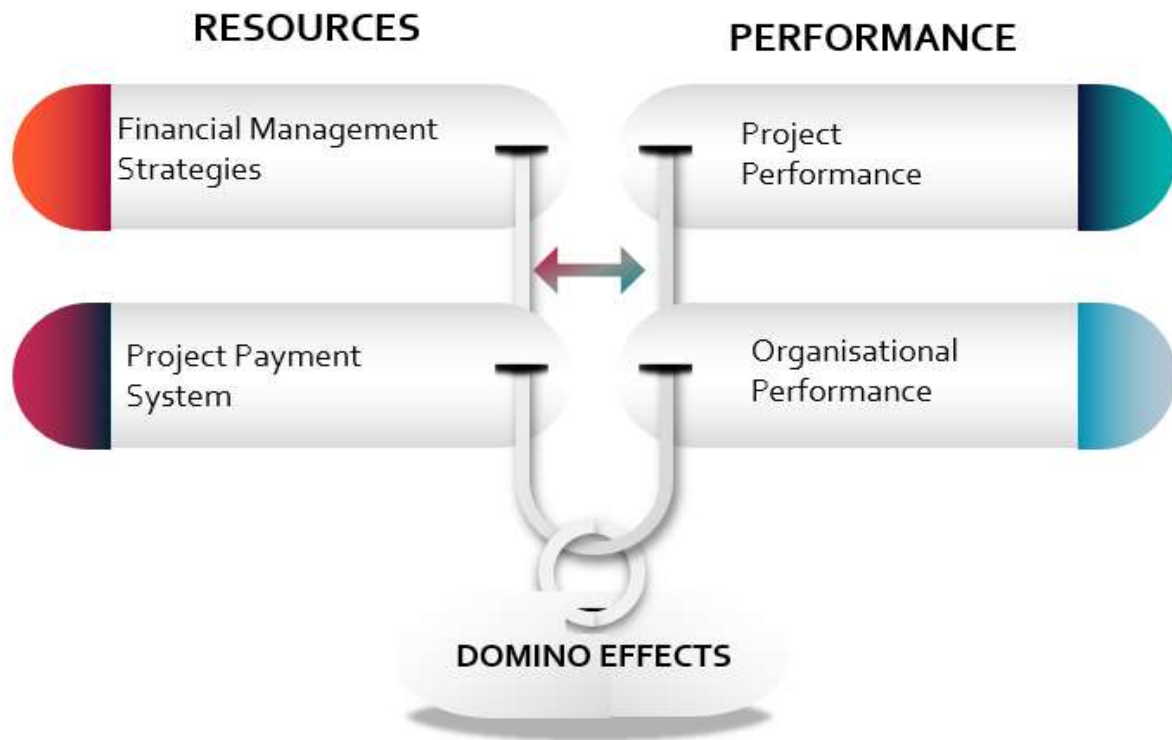 RESOURCES
PERFORMANCE
Financial Management
Strategies
Project
Performance
Project Payment
System
Organisational
Performance
DOMINO EFFECTS